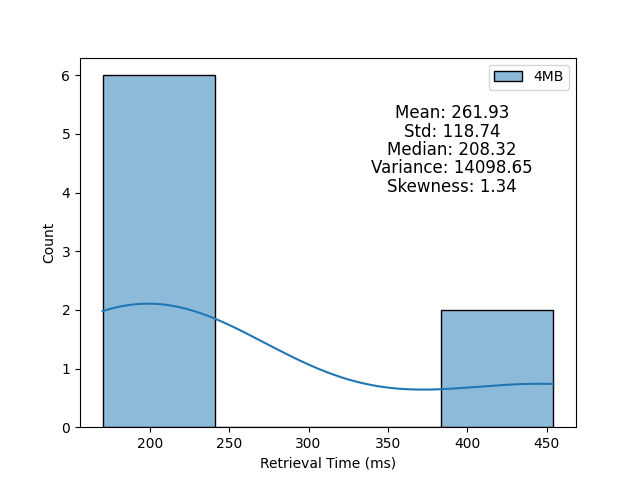 4MB
Mean: 261.93
Std: 118.74
Median: 208.32
Variance: 14098.65
Skewness: 1.34
6
5
4
3
2
1
0
Count
200 250 300 350 400 450
Retrieval Time (ms)